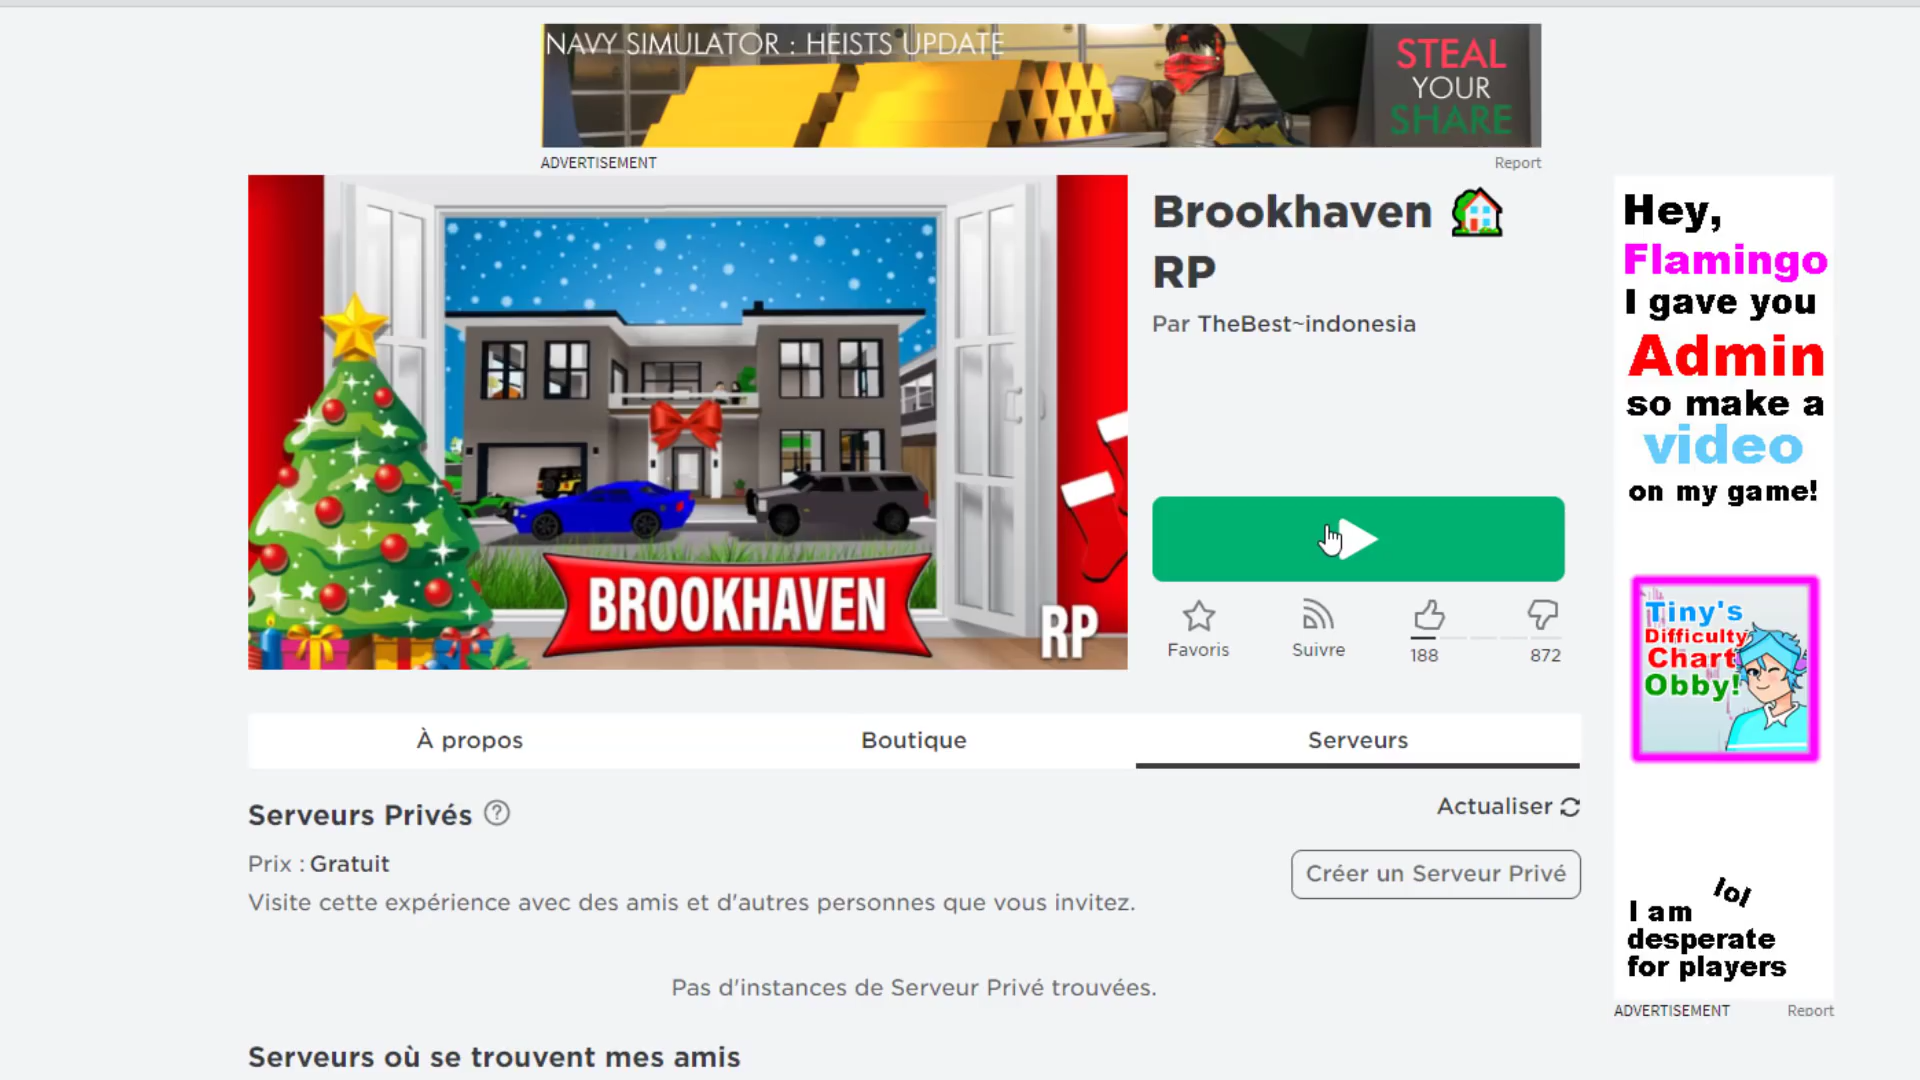 NAVY SIMULATOR : HEISTS UPDATE
STEAL
YOUR
SHARE
ADVERTISEMENT
Report
BROOKHAVEN
RP
Brookhaven
RP
Par TheBest~indonesia
Favoris
Suivre
188
872
À propos
Boutique
Serveurs
Serveurs Privés ?
Actualiser
Prix : Gratuit
Créer un Serveur Privé
Visite cette expérience avec des amis et d'autres personnes que vous invitez.
Pas d'instances de Serveur Privé trouvées.
Serveurs où se trouvent mes amis
Hey,
Flamingo
I gave you
Admin
so make a
video
on my game!
Tiny's
Difficulty
Chart
Obby!
lol
I am
desperate
for players
ADVERTISEMENT
Report